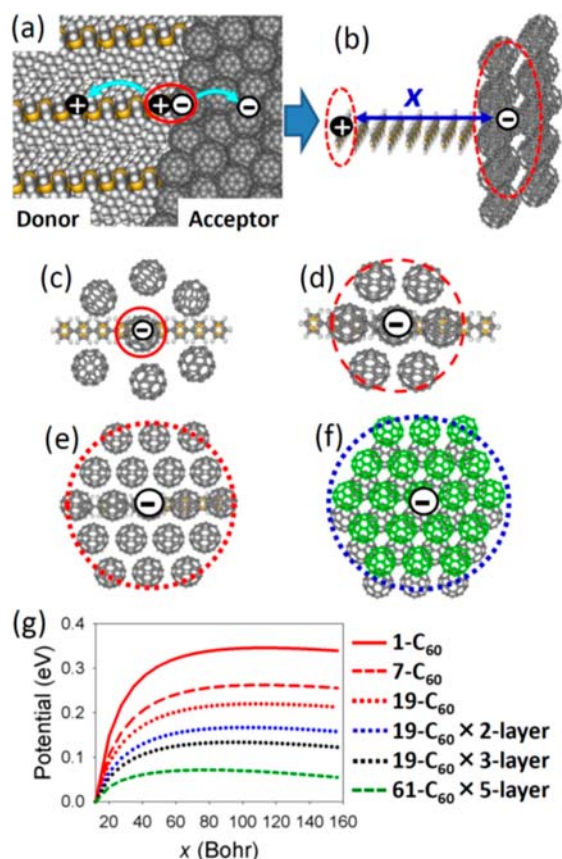 (a)
(b)
+
+ −
−
Donor
Acceptor
X
+
−
(c)
(d)
−
−
(e)
(f)
−
−
(g)
Potential (eV)
0.4
0.3
0.2
0.1
0.0
20 40 60 80 100 120 140 160
x (Bohr)
1-C₆₀
7-C₆₀
19-C₆₀
19-C₆₀ × 2-layer
19-C₆₀ × 3-layer
61-C₆₀ × 5-layer